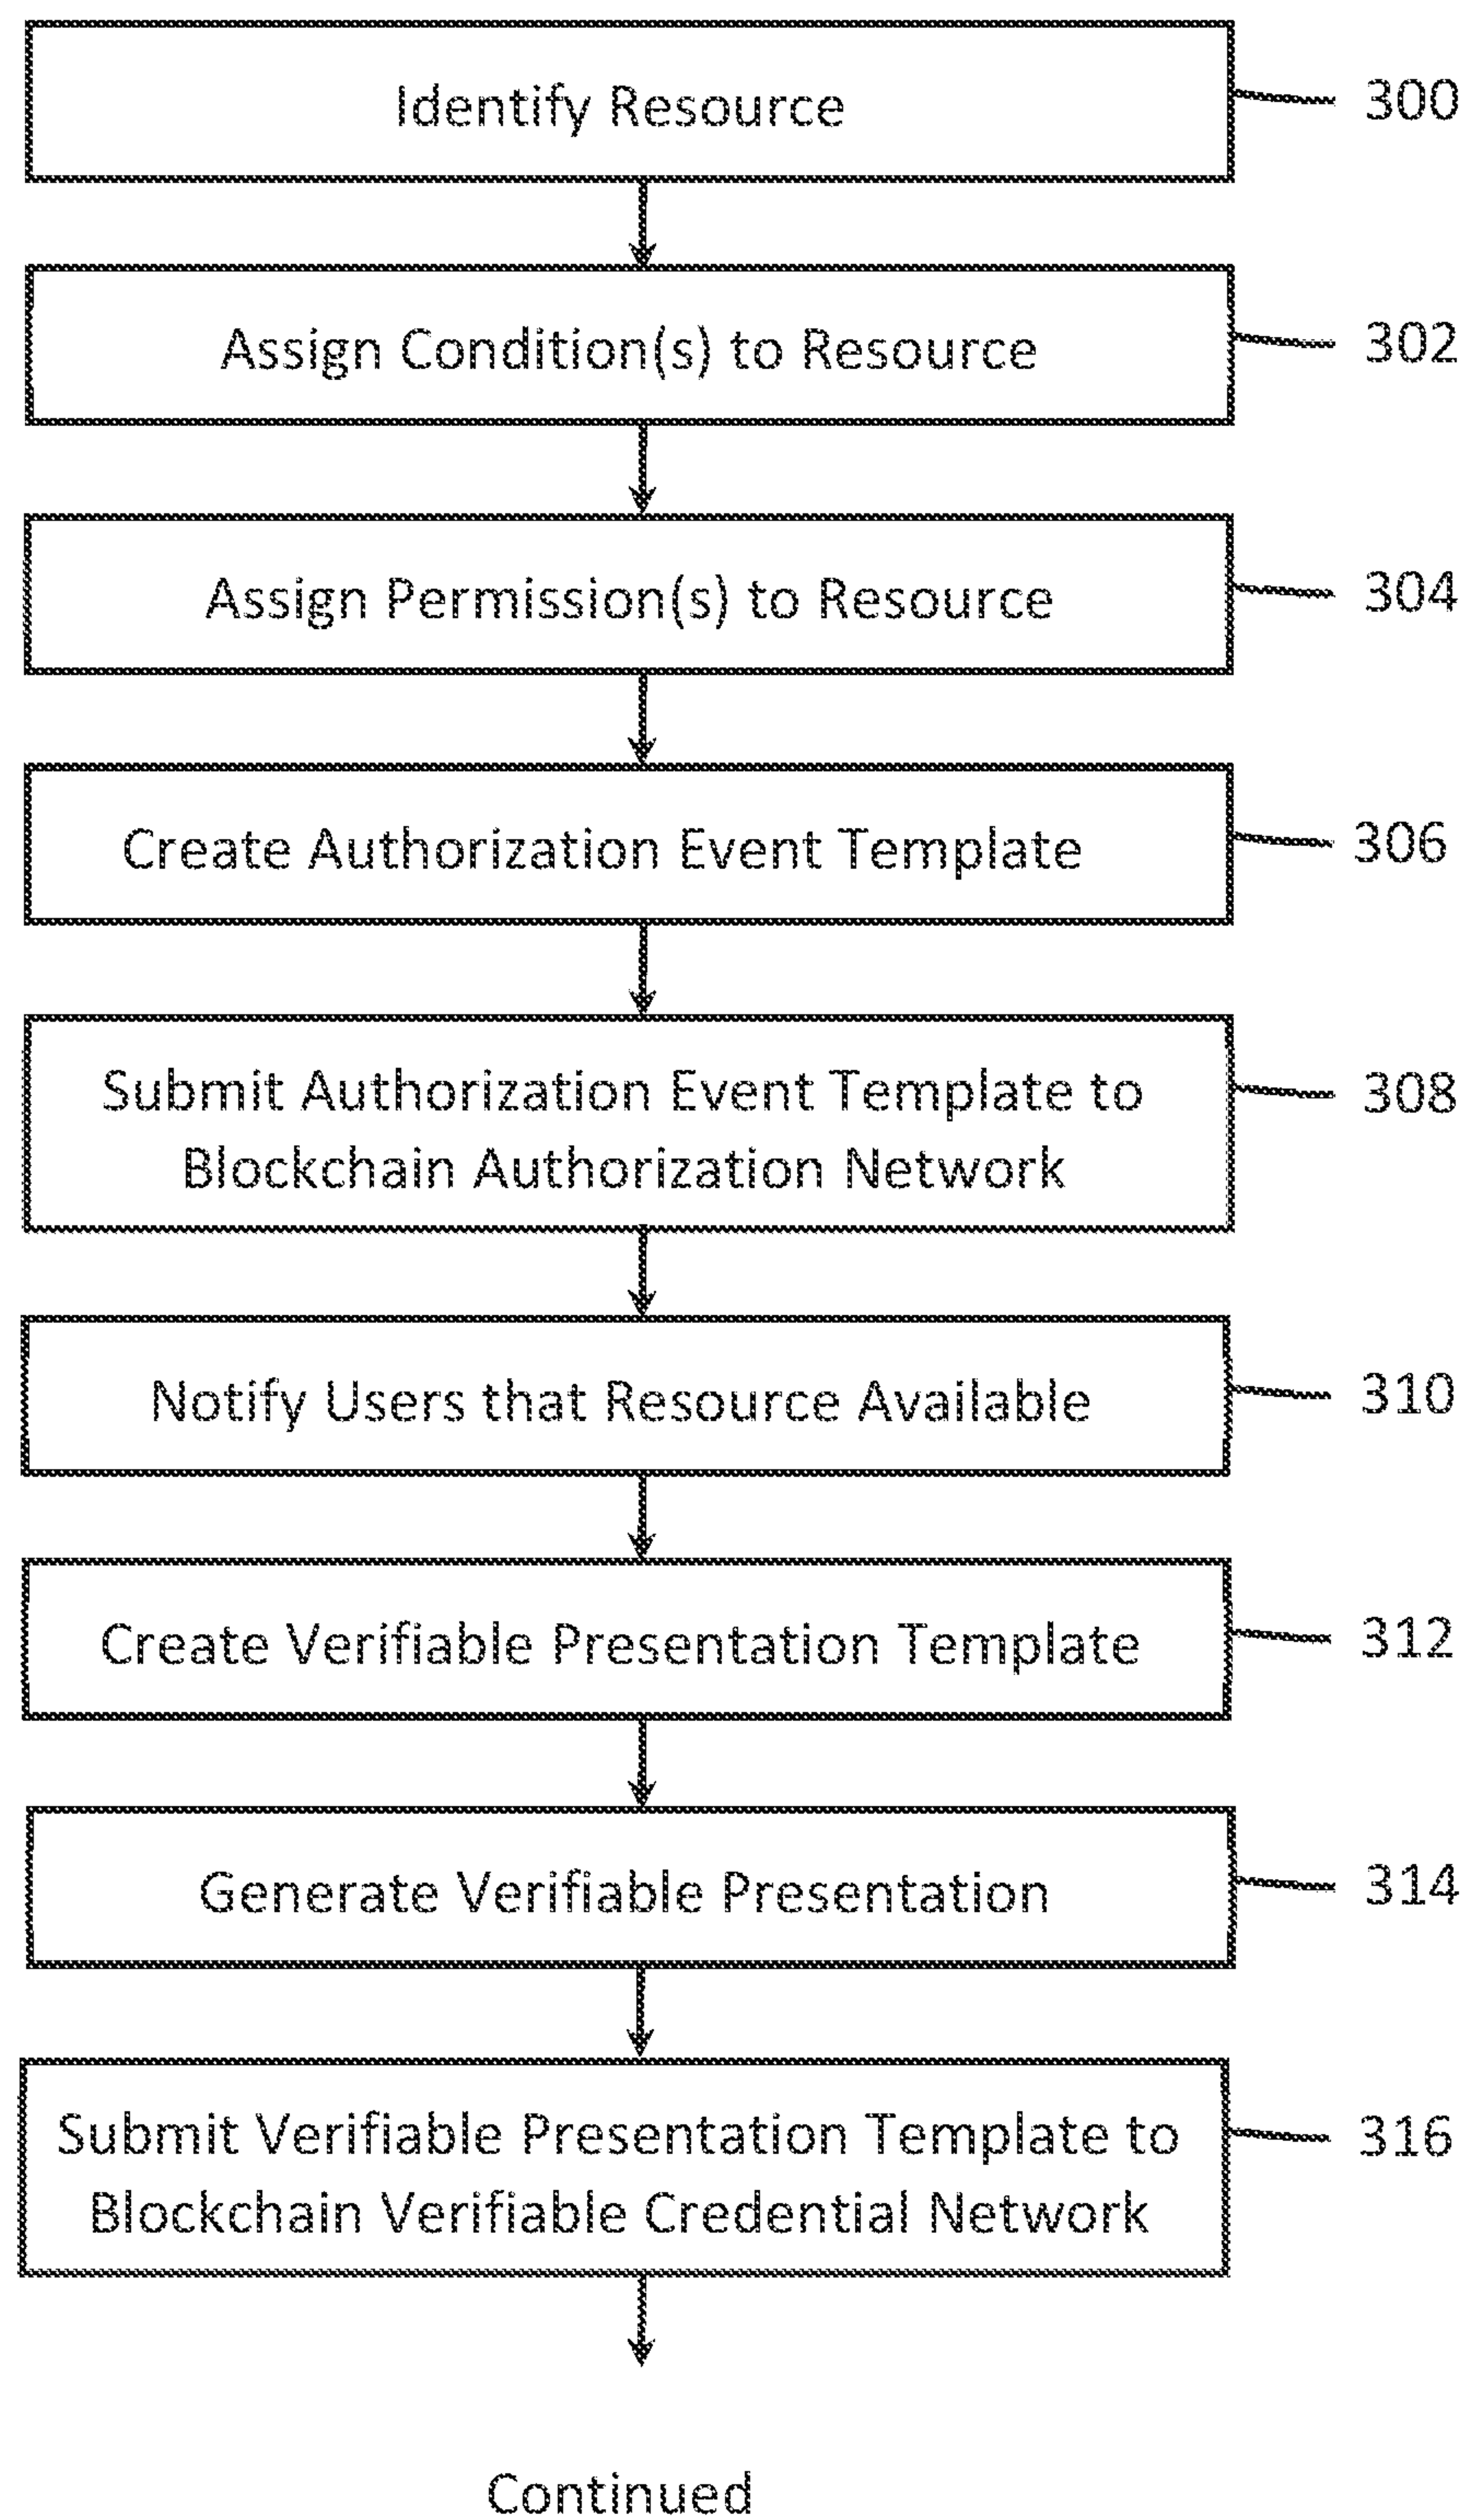 Identify Resource
300
Assign Condition(s) to Resource
302
Assign Permission(s) to Resource
304
Create Authorization Event Template
306
Submit Authorization Event Template to
Blockchain Authorization Network
308
Notify Users that Resource Available
310
Create Verifiable Presentation Template
312
Generate Verifiable Presentation
314
Submit Verifiable Presentation Template to
Blockchain Verifiable Credential Network
316
Continued